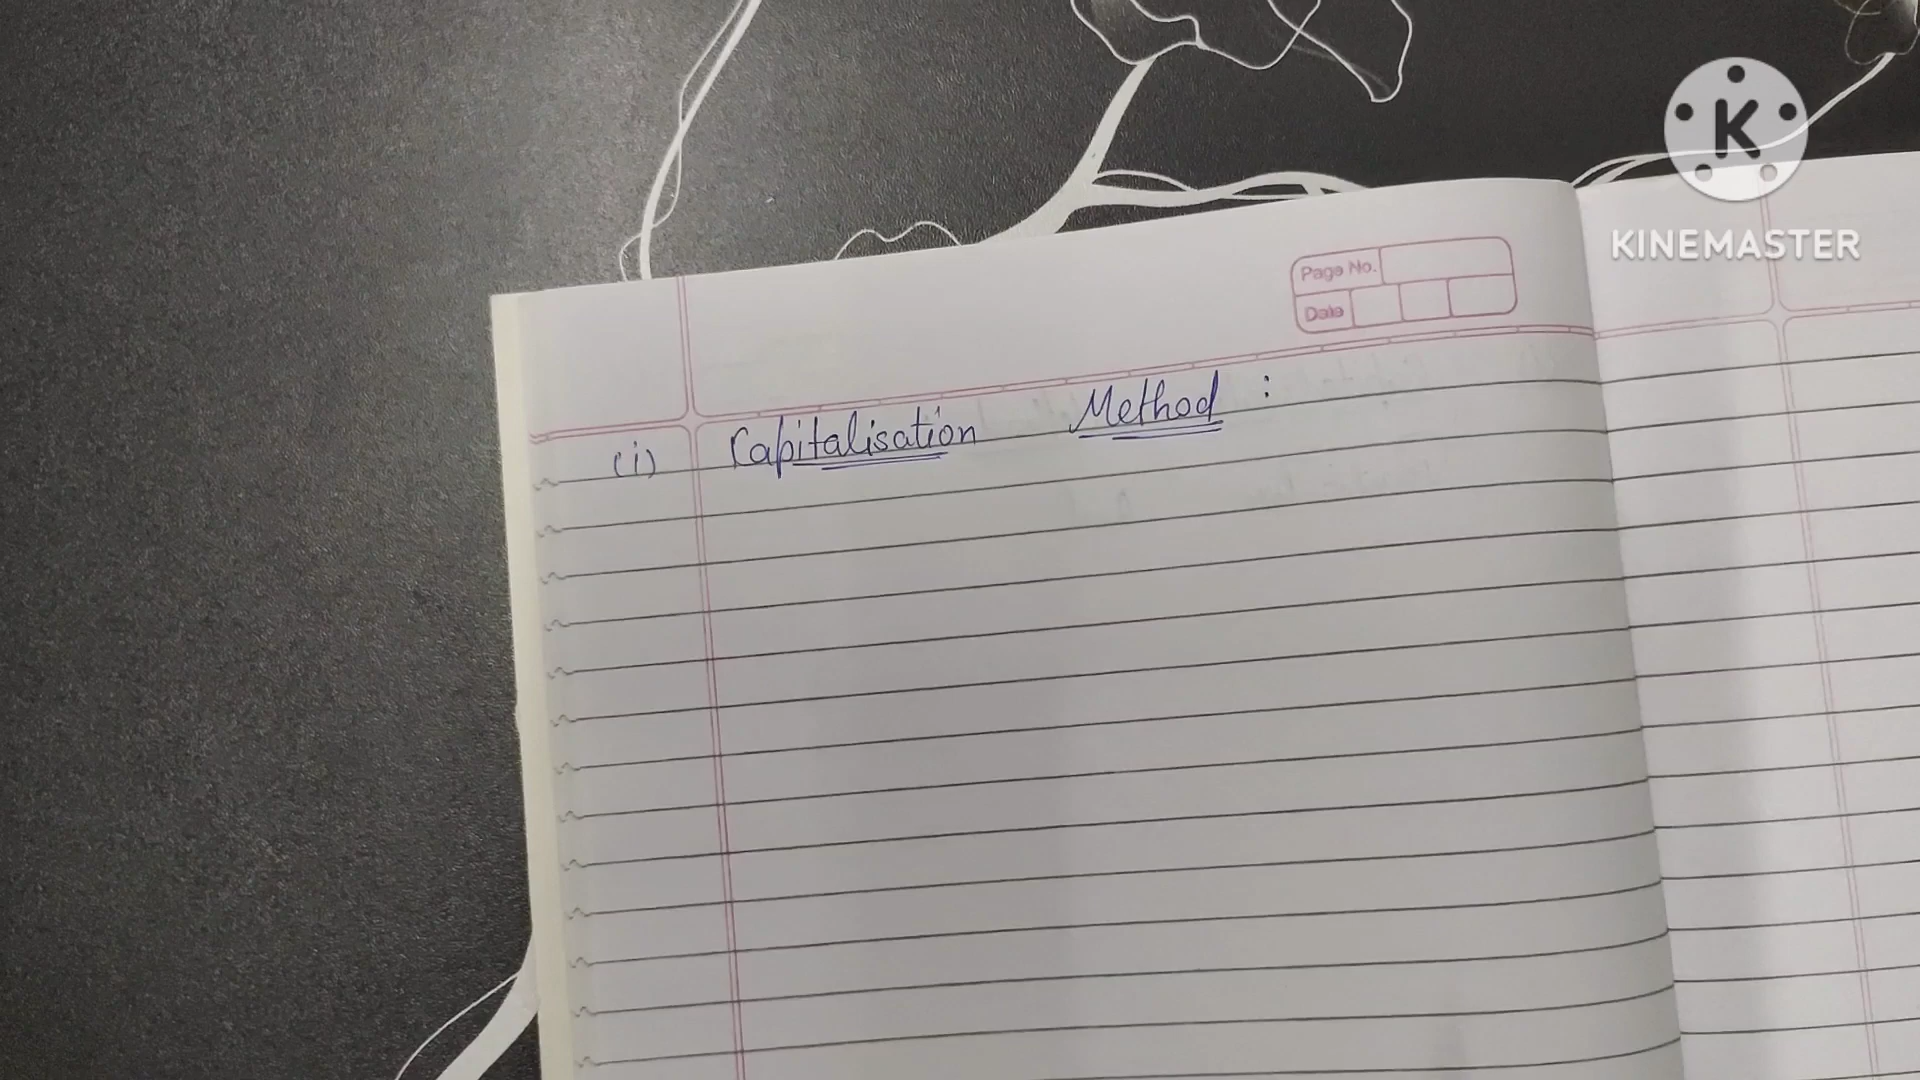 K
KINEMASTER
Page No.
Date
(i) Capitalisation Method :